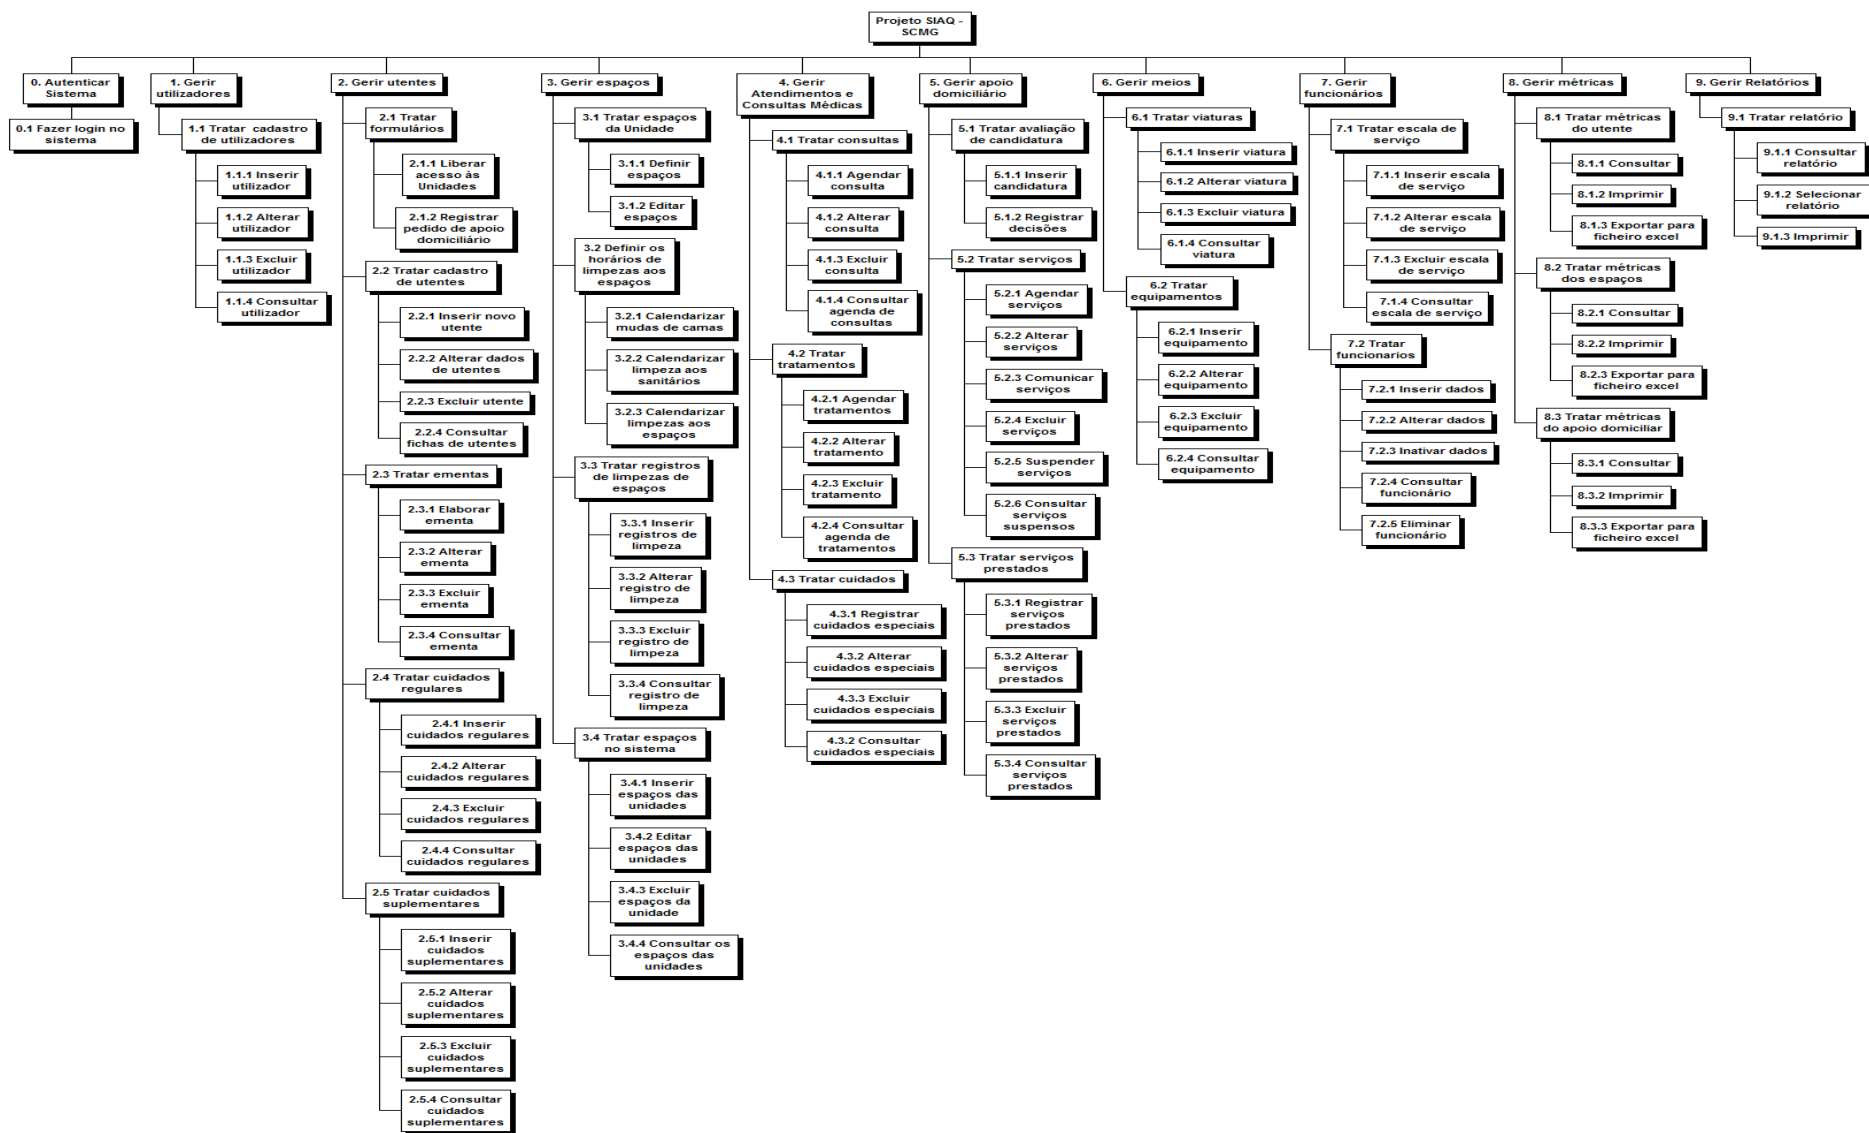 Projeto SIAQ -
SCMG
0. Autenticar
Sistema
0.1 Fazer login no
sistema
1. Gerir
utilizadores
1.1 Tratar cadastro
de utilizadores
1.1.1 Inserir
utilizador
1.1.2 Alterar
utilizador
1.1.3 Excluir
utilizador
1.1.4 Consultar
utilizador
2. Gerir utentes
2.1 Tratar
formulários
2.1.1 Liberar
acesso às
Unidades
2.1.2 Registrar
pedido de apoio
domiciliário
2.2 Tratar cadastro
de utentes
2.2.1 Inserir novo
utente
2.2.2 Alterar dados
de utentes
2.2.3 Excluir utente
2.2.4 Consultar
fichas de utentes
2.3 Tratar ementas
2.3.1 Elaborar
ementa
2.3.2 Alterar
ementa
2.3.3 Excluir
ementa
2.3.4 Consultar
ementa
2.4 Tratar cuidados
regulares
2.4.1 Inserir
cuidados regulares
2.4.2 Alterar
cuidados regulares
2.4.3 Excluir
cuidados regulares
2.4.4 Consultar
cuidados regulares
2.5 Tratar cuidados
suplementares
2.5.1 Inserir
cuidados
suplementares
2.5.2 Alterar
cuidados
suplementares
2.5.3 Excluir
cuidados
suplementares
2.5.4 Consultar
cuidados
suplementares
3. Gerir espaços
3.1 Tratar espaços
da Unidade
3.1.1 Definir
espaços
3.1.2 Editar
espaços
3.2 Definir os
horários de
limpezas aos
espaços
3.2.1 Calendarizar
mudas de camas
3.2.2 Calendarizar
limpeza aos
sanitários
3.2.3 Calendarizar
limpezas aos
espaços
3.3 Tratar registros
de limpezas de
espaços
3.3.1 Inserir
registros de
limpeza
3.3.2 Alterar
registro de
limpeza
3.3.3 Excluir
registro de
limpeza
3.3.4 Consultar
registro de
limpeza
3.4 Tratar espaços
no sistema
3.4.1 Inserir
espaços das
unidades
3.4.2 Editar
espaços das
unidades
3.4.3 Excluir
espaços da
unidade
3.4.4 Consultar os
espaços das
unidades
4. Gerir
Atendimentos e
Consultas Médicas
4.1 Tratar consultas
4.1.1 Agendar
consulta
4.1.2 Alterar
consulta
4.1.3 Excluir
consulta
4.1.4 Consultar
agenda de
consultas
4.2 Tratar
tratamentos
4.2.1 Agendar
tratamentos
4.2.2 Alterar
tratamento
4.2.3 Excluir
tratamento
4.2.4 Consultar
agenda de
tratamentos
4.3 Tratar cuidados
4.3.1 Registrar
cuidados especiais
4.3.2 Alterar
cuidados especiais
4.3.3 Excluir
cuidados especiais
4.3.2 Consultar
cuidados especiais
5. Gerir apoio
domiciliário
5.1 Tratar avaliação
de candidatura
5.1.1 Inserir
candidatura
5.1.2 Registrar
decisões
5.2 Tratar serviços
5.2.1 Agendar
serviços
5.2.2 Alterar
serviços
5.2.3 Comunicar
serviços
5.2.4 Excluir
serviços
5.2.5 Suspender
serviços
5.2.6 Consultar
serviços
suspensos
5.3 Tratar serviços
prestados
5.3.1 Registrar
serviços
prestados
5.3.2 Alterar
serviços
prestados
5.3.3 Excluir
serviços
prestados
5.3.4 Consultar
serviços
prestados
6. Gerir meios
6.1 Tratar viaturas
6.1.1 Inserir viatura
6.1.2 Alterar viatura
6.1.3 Excluir viatura
6.1.4 Consultar
viatura
6.2 Tratar
equipamentos
6.2.1 Inserir
equipamento
6.2.2 Alterar
equipamento
6.2.3 Excluir
equipamento
6.2.4 Consultar
equipamento
7. Gerir
funcionários
7.1 Tratar escala de
serviço
7.1.1 Inserir escala
de serviço
7.1.2 Alterar escala
de serviço
7.1.3 Excluir escala
de serviço
7.1.4 Consultar
escala de serviço
7.2 Tratar
funcionarios
7.2.1 Inserir dados
7.2.2 Alterar dados
7.2.3 Inativar dados
7.2.4 Consultar
funcionário
7.2.5 Eliminar
funcionário
8. Gerir métricas
8.1 Tratar métricas
do utente
8.1.1 Consultar
8.1.2 Imprimir
8.1.3 Exportar para
ficheiro excel
8.2 Tratar métricas
dos espaços
8.2.1 Consultar
8.2.2 Imprimir
8.2.3 Exportar para
ficheiro excel
8.3 Tratar métricas
do apoio domiciliar
8.3.1 Consultar
8.3.2 Imprimir
8.3.3 Exportar para
ficheiro excel
9. Gerir Relatórios
9.1 Tratar relatório
9.1.1 Consultar
relatório
9.1.2 Selecionar
relatório
9.1.3 Imprimir